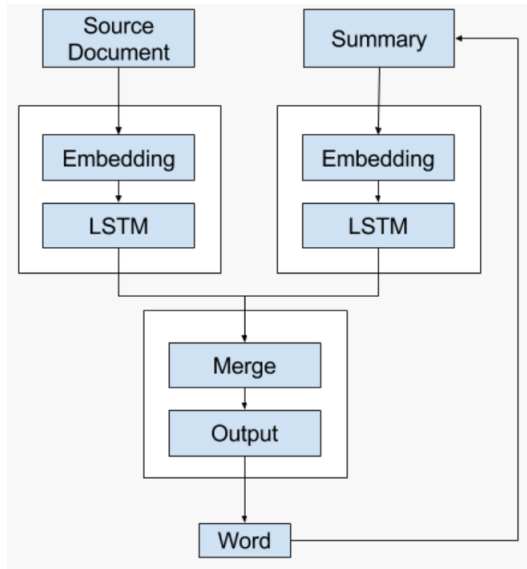 Source
Document
Summary
Embedding
Embedding
LSTM
LSTM
Merge
Output
Word